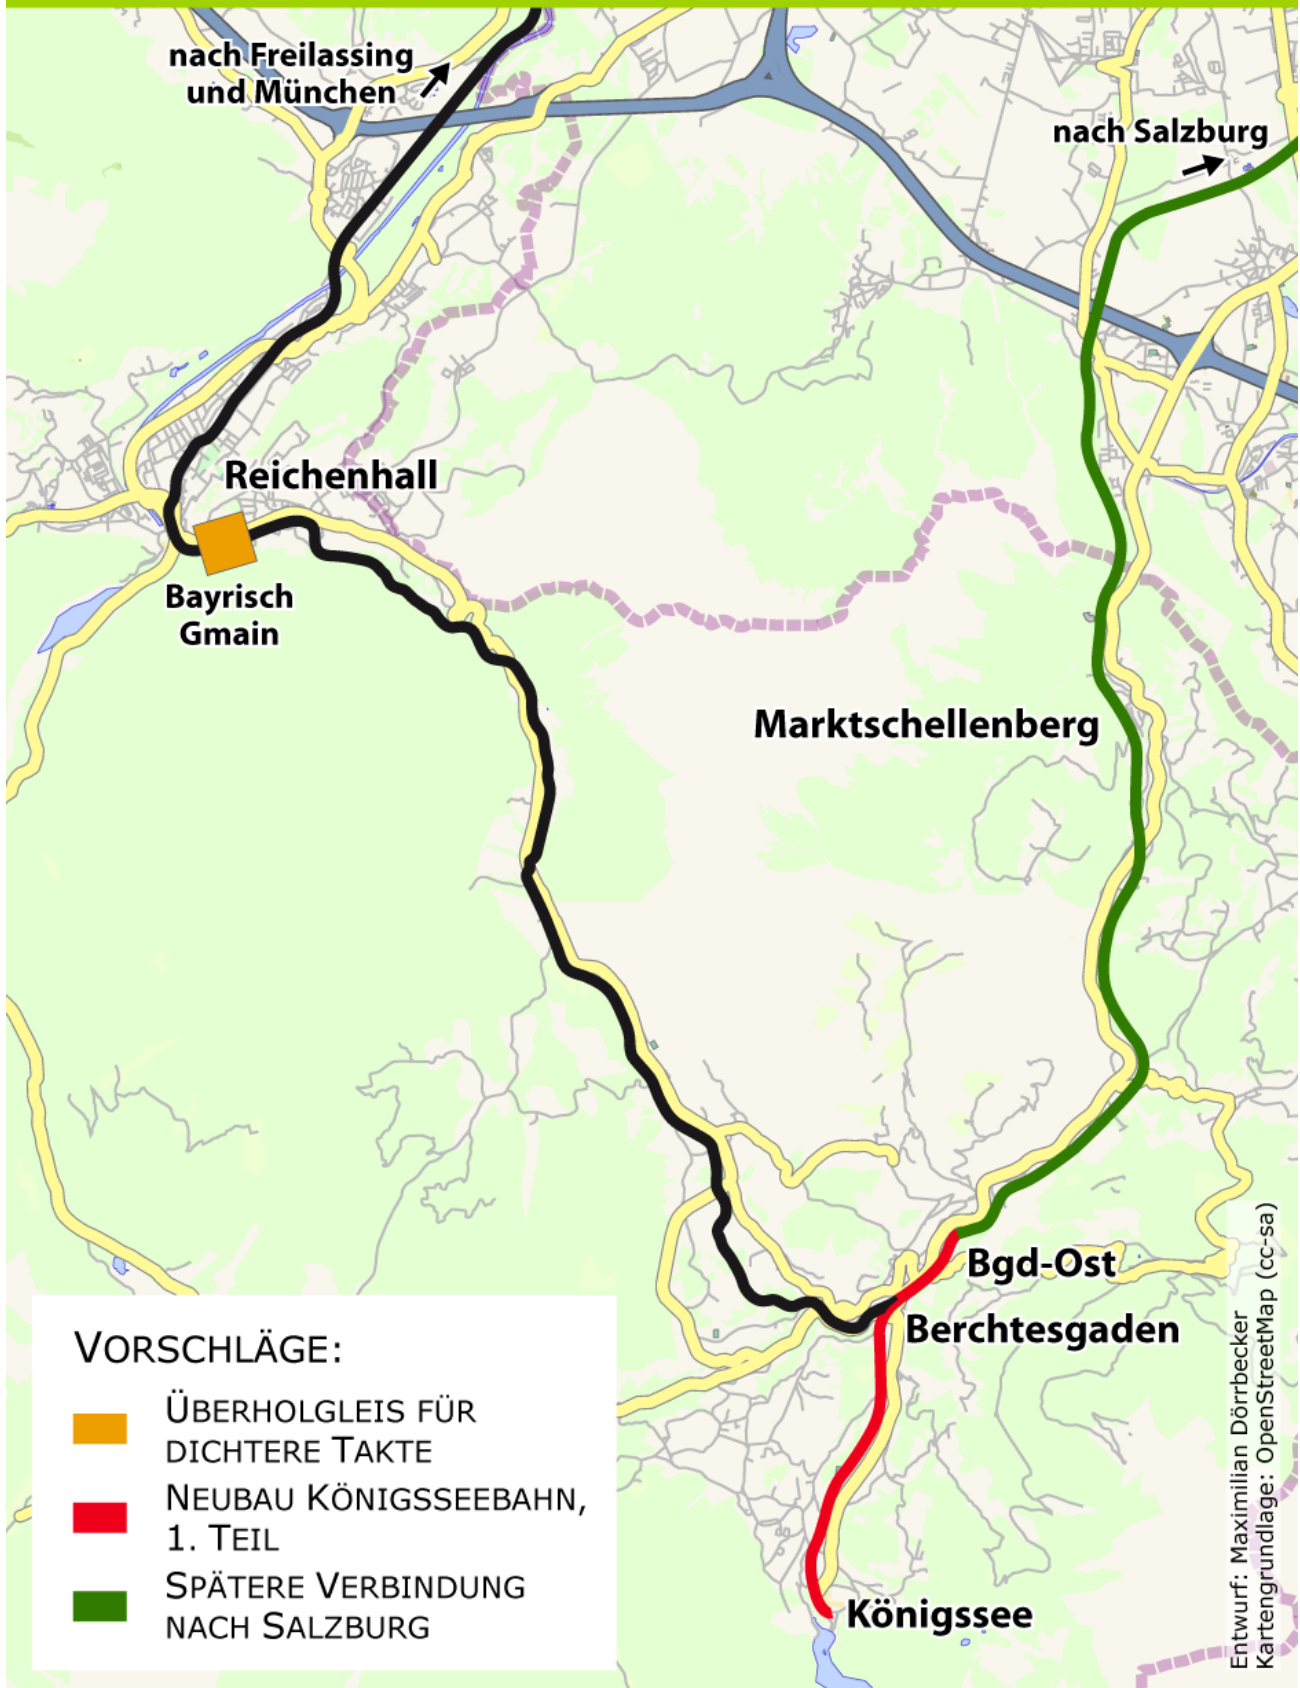 nach Freilassing
und München
nach Salzburg
Reichenhall
Bayrisch
Gmain
Marktschellenberg
Bgd-Ost
Berchtesgaden
Königssee
VORSCHLÄGE:
ÜBERHOLGLEIS FÜR
DICHTERE TAKTE
NEUBAU KÖNIGSSEEBAHN,
1. TEIL
SPÄTERE VERBINDUNG
NACH SALZBURG
Entwurf: Maximilian Dörrbecker
Kartengrundlage: OpenStreetMap (cc-sa)